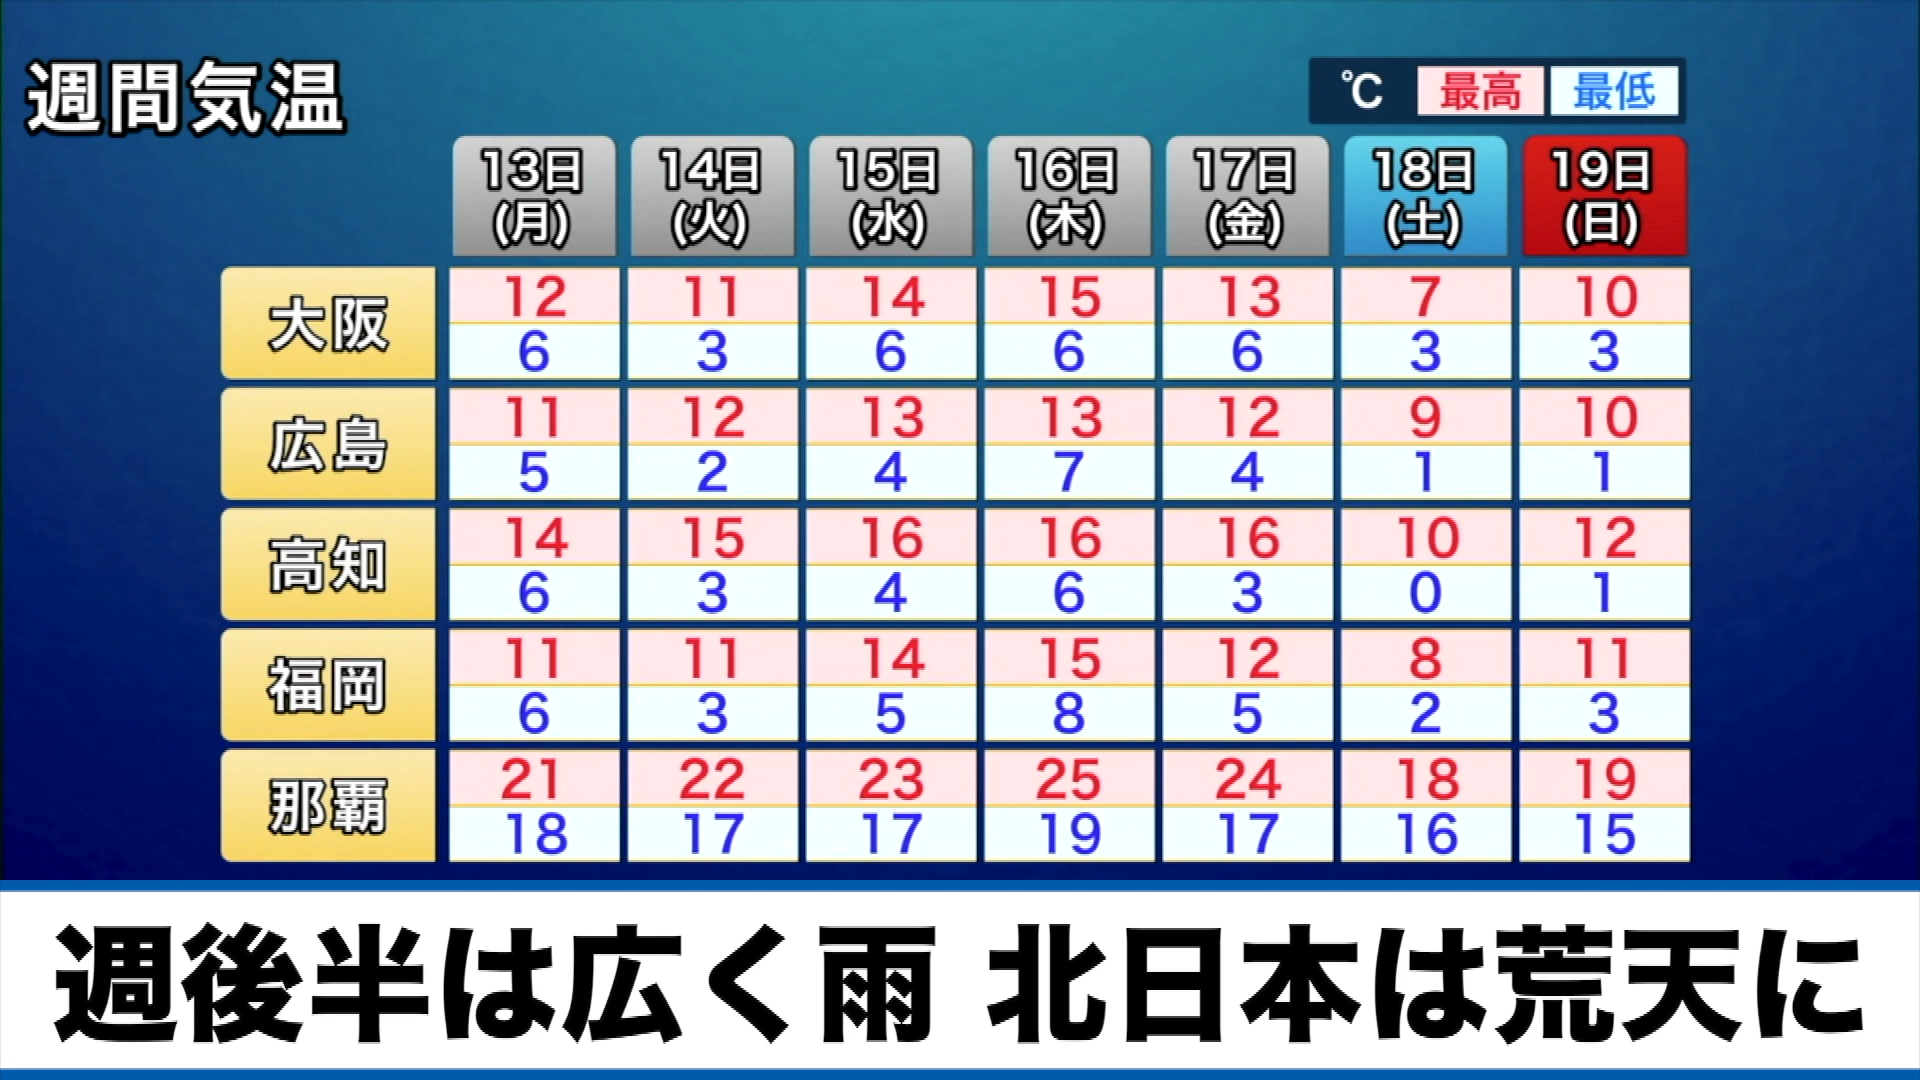 週間気温
℃ 最高 最低
13日 14日 15日 16日 17日 18日 19日
(月) (火) (水) (木) (金) (土) (日)
大阪
12 11 14 15 13 7 10
6 3 6 6 6 3 3
広島
11 12 13 13 12 9 10
5 2 4 7 4 1 1
高知
14 15 16 16 16 10 12
6 3 4 6 3 0 1
福岡
11 11 14 15 12 8 11
6 3 5 8 5 2 3
那覇
21 22 23 25 24 18 19
18 17 17 19 17 16 15
週後半は広く雨 北日本は荒天に